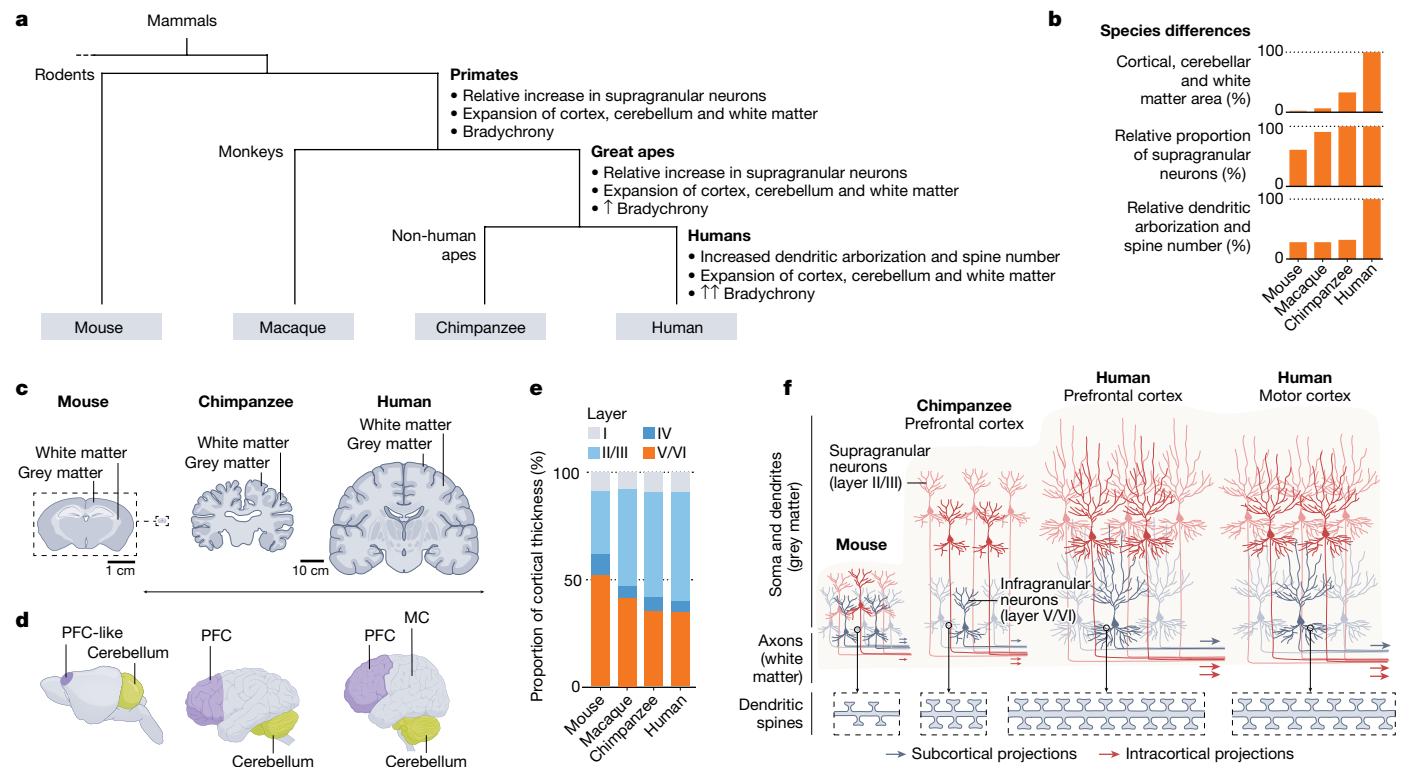 a
Mammals
Rodents
Primates
• Relative increase in supragranular neurons
• Expansion of cortex, cerebellum and white matter
• Bradychrony
Monkeys
Great apes
• Relative increase in supragranular neurons
• Expansion of cortex, cerebellum and white matter
• ↑ Bradychrony
Non-human
apes
Humans
• Increased dendritic arborization and spine number
• Expansion of cortex, cerebellum and white matter
• ↑↑ Bradychrony
Mouse
Macaque
Chimpanzee
Human
b
Species differences
Cortical, cerebellar
and white
matter area (%)
100
0
Relative proportion
of supragranular
neurons (%)
100
0
Relative dendritic
arborization and
spine number (%)
100
0
Mouse
Macaque
Chimpanzee
Human
c
Mouse
White matter
Grey matter
1 cm
Chimpanzee
White matter
Grey matter
10 cm
Human
White matter
Grey matter
d
PFC-like
Cerebellum
PFC
Cerebellum
PFC
MC
Cerebellum
e
Layer
I
IV
II/III
V/VI
Proportion of cortical thickness (%)
100
50
0
Mouse
Macaque
Chimpanzee
Human
f
Soma and dendrites
(grey matter)
Axons
(white
matter)
Dendritic
spines
Mouse
Chimpanzee
Prefrontal cortex
Supragranular
neurons
(layer II/III)
Infragranular
neurons
(layer V/VI)
Human
Prefrontal cortex
Human
Motor cortex
→ Subcortical projections
→ Intracortical projections